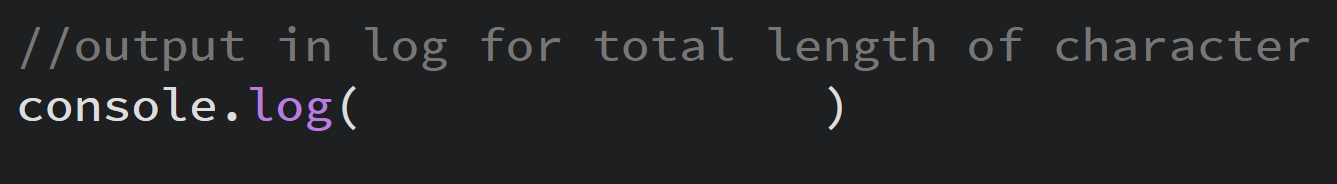 //output in log for total length of character
console.log(                )